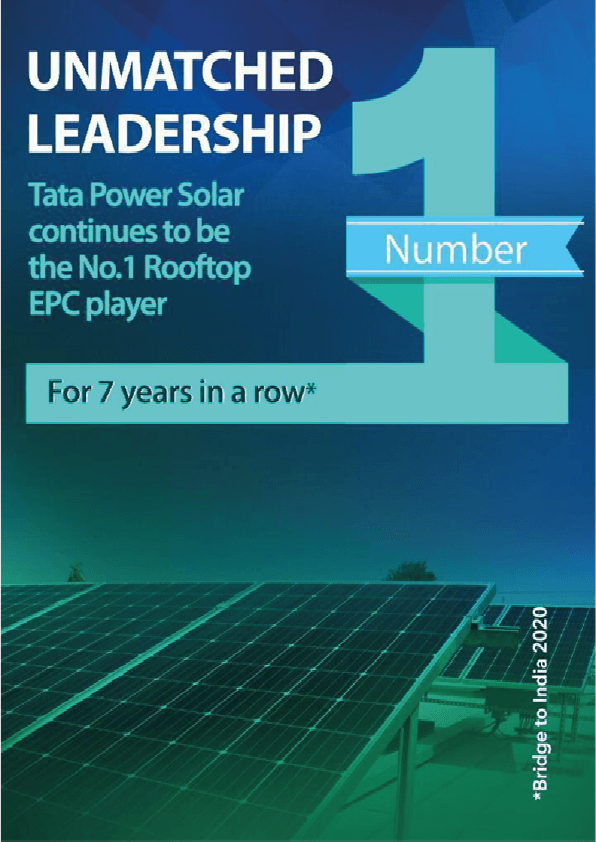 UNMATCHED
LEADERSHIP
Tata Power Solar
continues to be
the No.1 Rooftop
EPC player
1
Number
For 7 years in a row*
*Bridge to India 2020